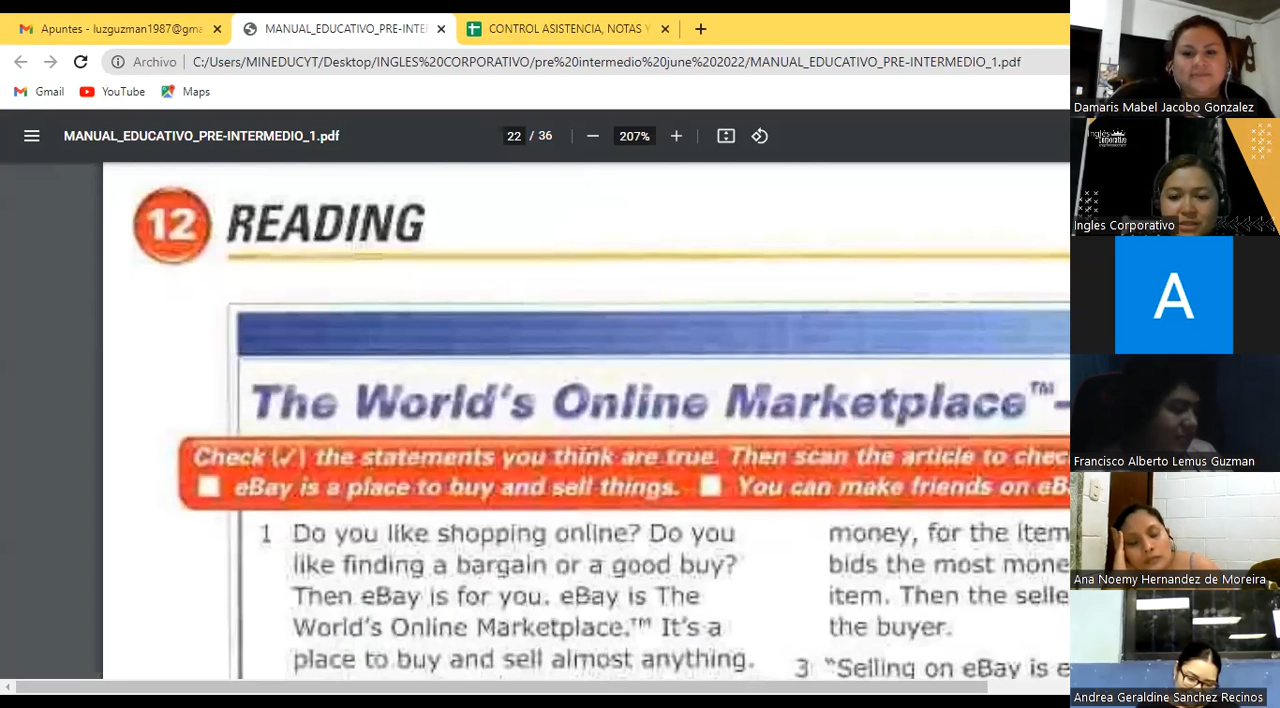 Apuntes - luzguzman1987@gma
MANUAL_EDUCATIVO_PRE-INTER
CONTROL ASISTENCIA, NOTAS Y
Archivo
C:/Users/MINEDUCYT/Desktop/INGLES%20CORPORATIVO/pre%20intermedio%20june%202022/MANUAL_EDUCATIVO_PRE-INTERMEDIO_1.pdf
Gmail
YouTube
Maps
MANUAL_EDUCATIVO_PRE-INTERMEDIO_1.pdf
22 / 36
207%
12 READING
The World's Online Marketplace™-
Check (✓) the statements you think are true. Then scan the article to chec
eBay is a place to buy and sell things.
You can make friends on eB
1 Do you like shopping online? Do you
like finding a bargain or a good buy?
Then eBay is for you. eBay is The
World's Online Marketplace.™ It's a
place to buy and sell almost anything.
money, for the item
bids the most mone
item. Then the selle
the buyer.
3 "Selling on eBay is e
Damaris Mabel Jacobo Gonzalez
Inglés
Corporativo
Ingles Corporativo
A
Francisco Alberto Lemus Guzman
Ana Noemy Hernandez de Moreira
Andrea Geraldine Sanchez Recinos